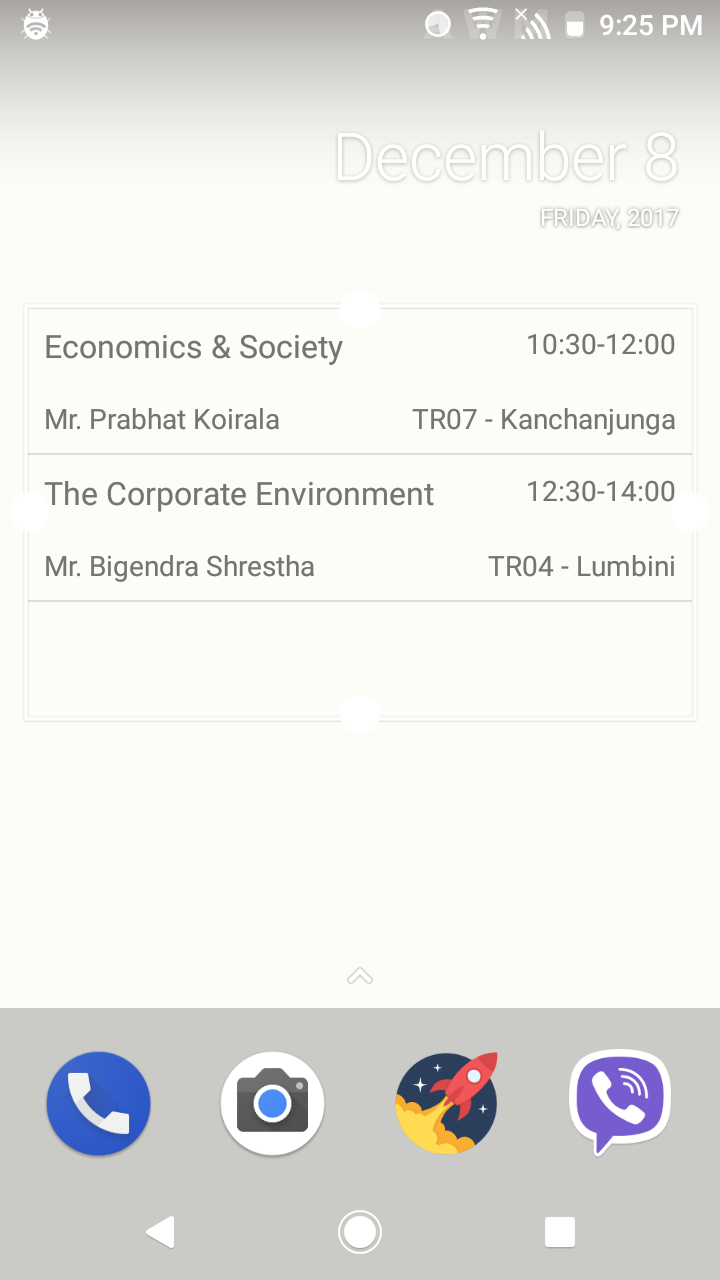 9:25 PM
December 8
FRIDAY, 2017
Economics & Society 10:30-12:00
Mr. Prabhat Koirala TR07 - Kanchanjunga
The Corporate Environment 12:30-14:00
Mr. Bigendra Shrestha TR04 - Lumbini